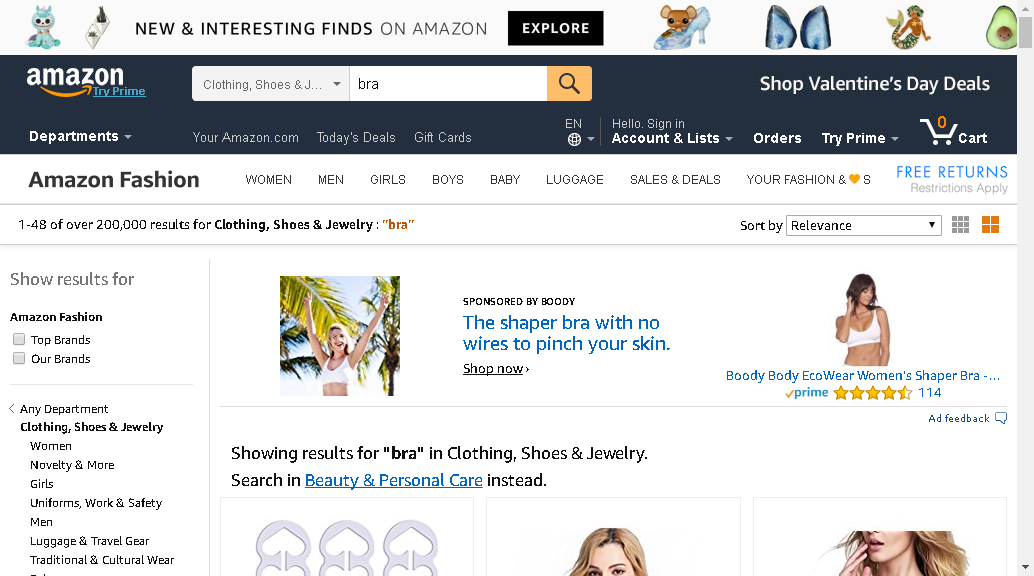 NEW & INTERESTING FINDS ON AMAZON EXPLORE
amazon
Try Prime
Clothing, Shoes & J... bra
Shop Valentine's Day Deals
Departments
Your Amazon.com Today's Deals Gift Cards
EN
Hello. Sign in
Account & Lists
Orders
Try Prime
0
Cart
Amazon Fashion
WOMEN MEN GIRLS BOYS BABY LUGGAGE SALES & DEALS YOUR FASHION & 🧡 S
FREE RETURNS
Restrictions Apply
1-48 of over 200,000 results for Clothing, Shoes & Jewelry : "bra"
Sort by Relevance
Show results for
Amazon Fashion
Top Brands
Our Brands
Any Department
Clothing, Shoes & Jewelry
Women
Novelty & More
Girls
Uniforms, Work & Safety
Men
Luggage & Travel Gear
Traditional & Cultural Wear
SPONSORED BY BOODY
The shaper bra with no
wires to pinch your skin.
Shop now ›
Boody Body EcoWear Women's Shaper Bra -...
prime 114
Ad feedback
Showing results for "bra" in Clothing, Shoes & Jewelry.
Search in Beauty & Personal Care instead.